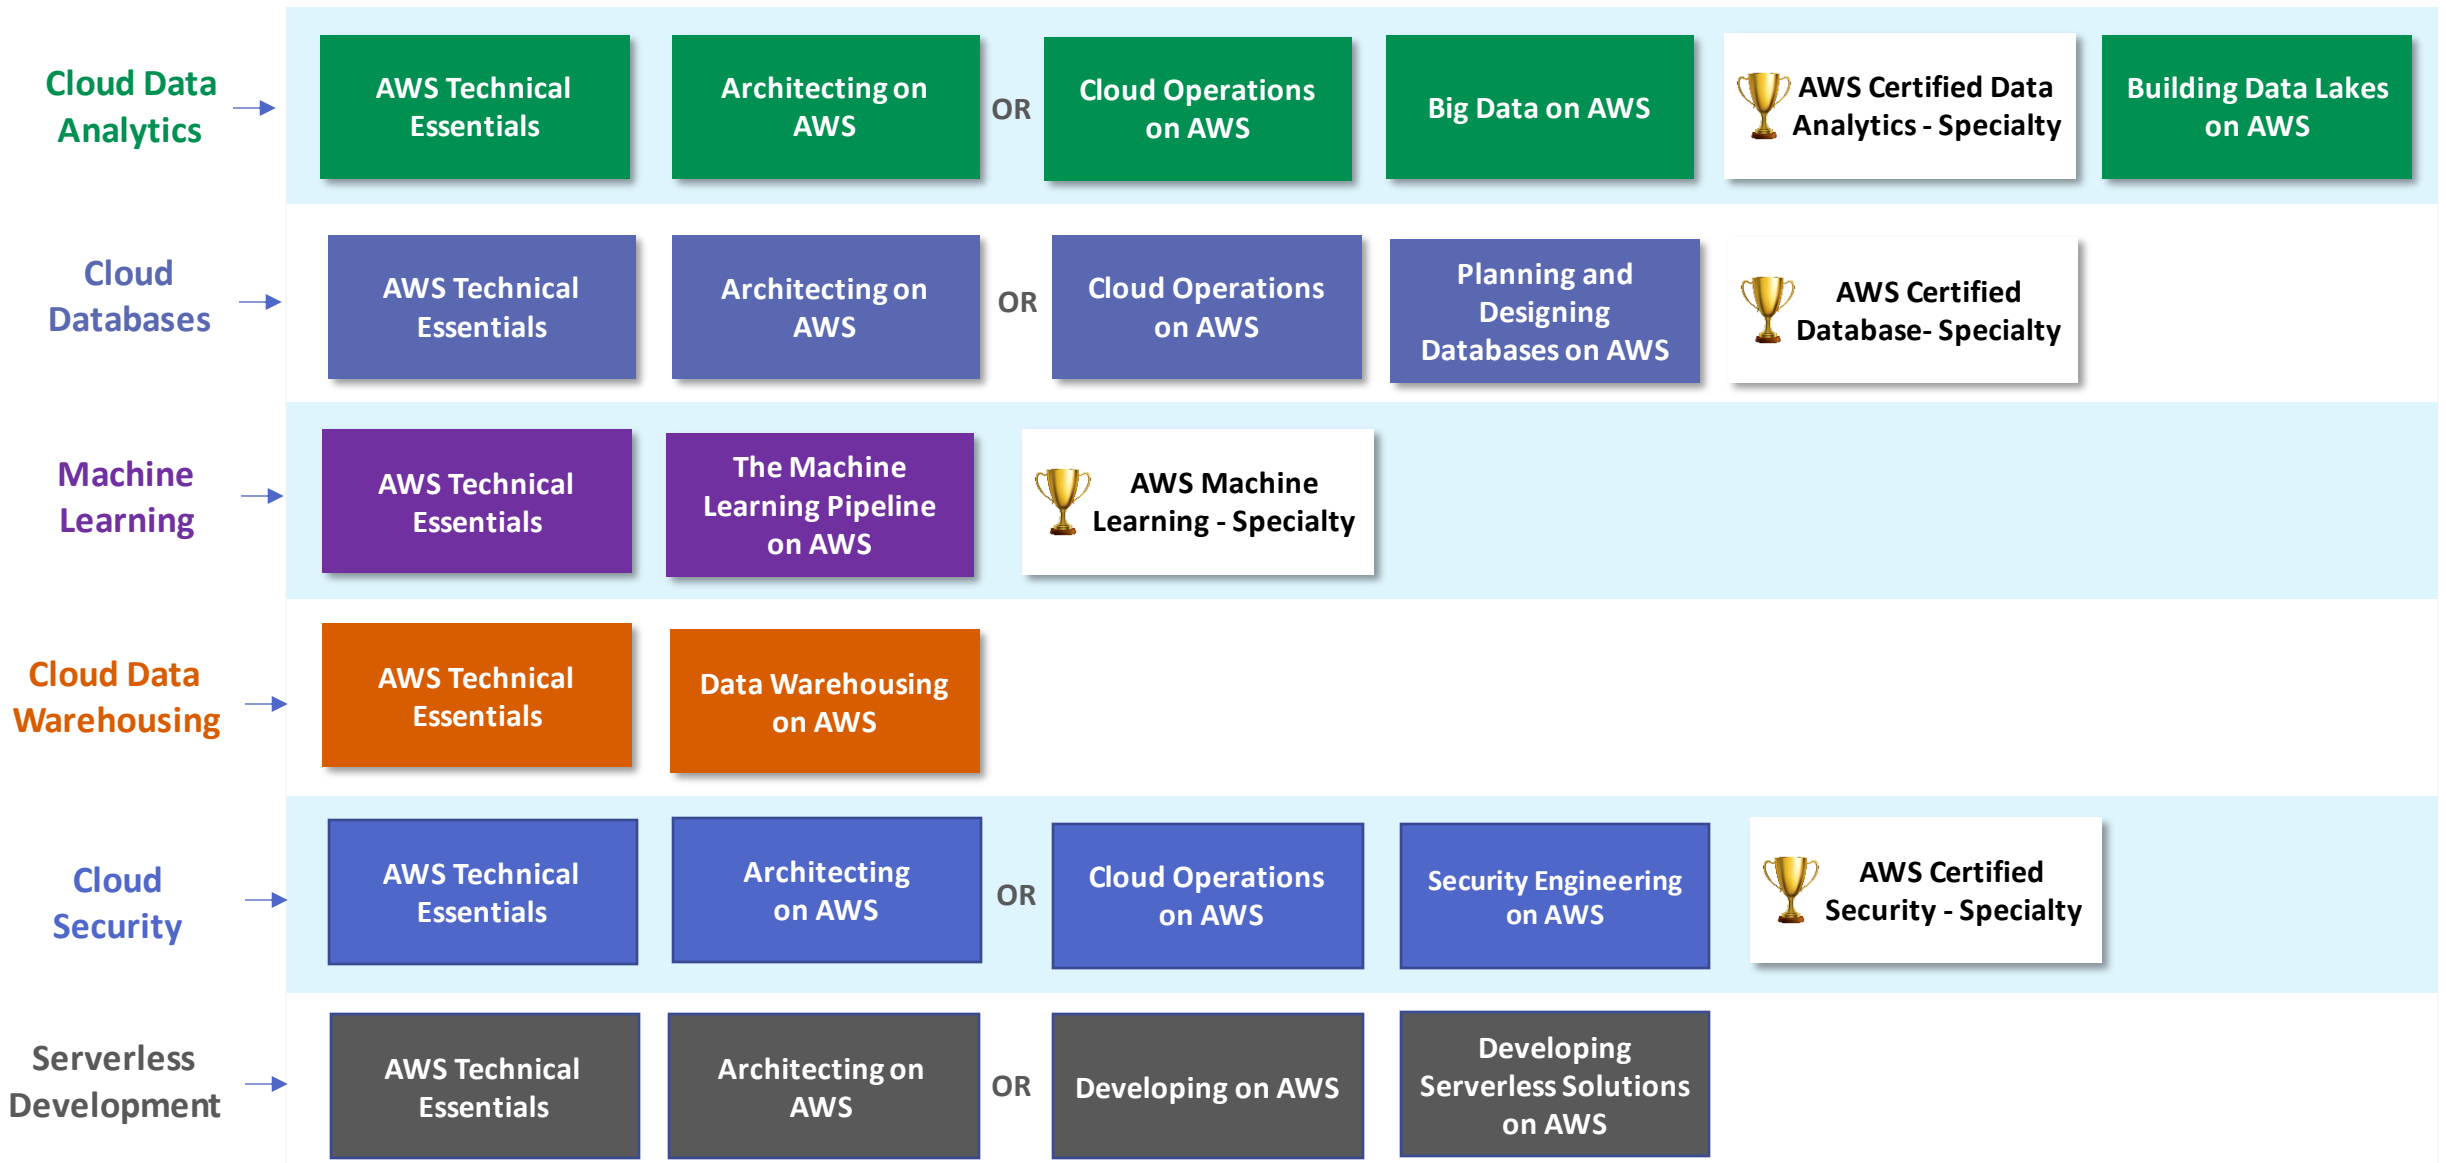 Cloud Data
Analytics
AWS Technical
Essentials
Architecting on
AWS
OR
Cloud Operations
on AWS
Big Data on AWS
AWS Certified Data
Analytics - Specialty
Building Data Lakes
on AWS
Cloud
Databases
AWS Technical
Essentials
Architecting on
AWS
OR
Cloud Operations
on AWS
Planning and
Designing
Databases on AWS
AWS Certified
Database- Specialty
Machine
Learning
AWS Technical
Essentials
The Machine
Learning Pipeline
on AWS
AWS Machine
Learning - Specialty
Cloud Data
Warehousing
AWS Technical
Essentials
Data Warehousing
on AWS
Cloud
Security
AWS Technical
Essentials
Architecting
on AWS
OR
Cloud Operations
on AWS
Security Engineering
on AWS
AWS Certified
Security - Specialty
Serverless
Development
AWS Technical
Essentials
Architecting on
AWS
OR
Developing on AWS
Developing
Serverless Solutions
on AWS